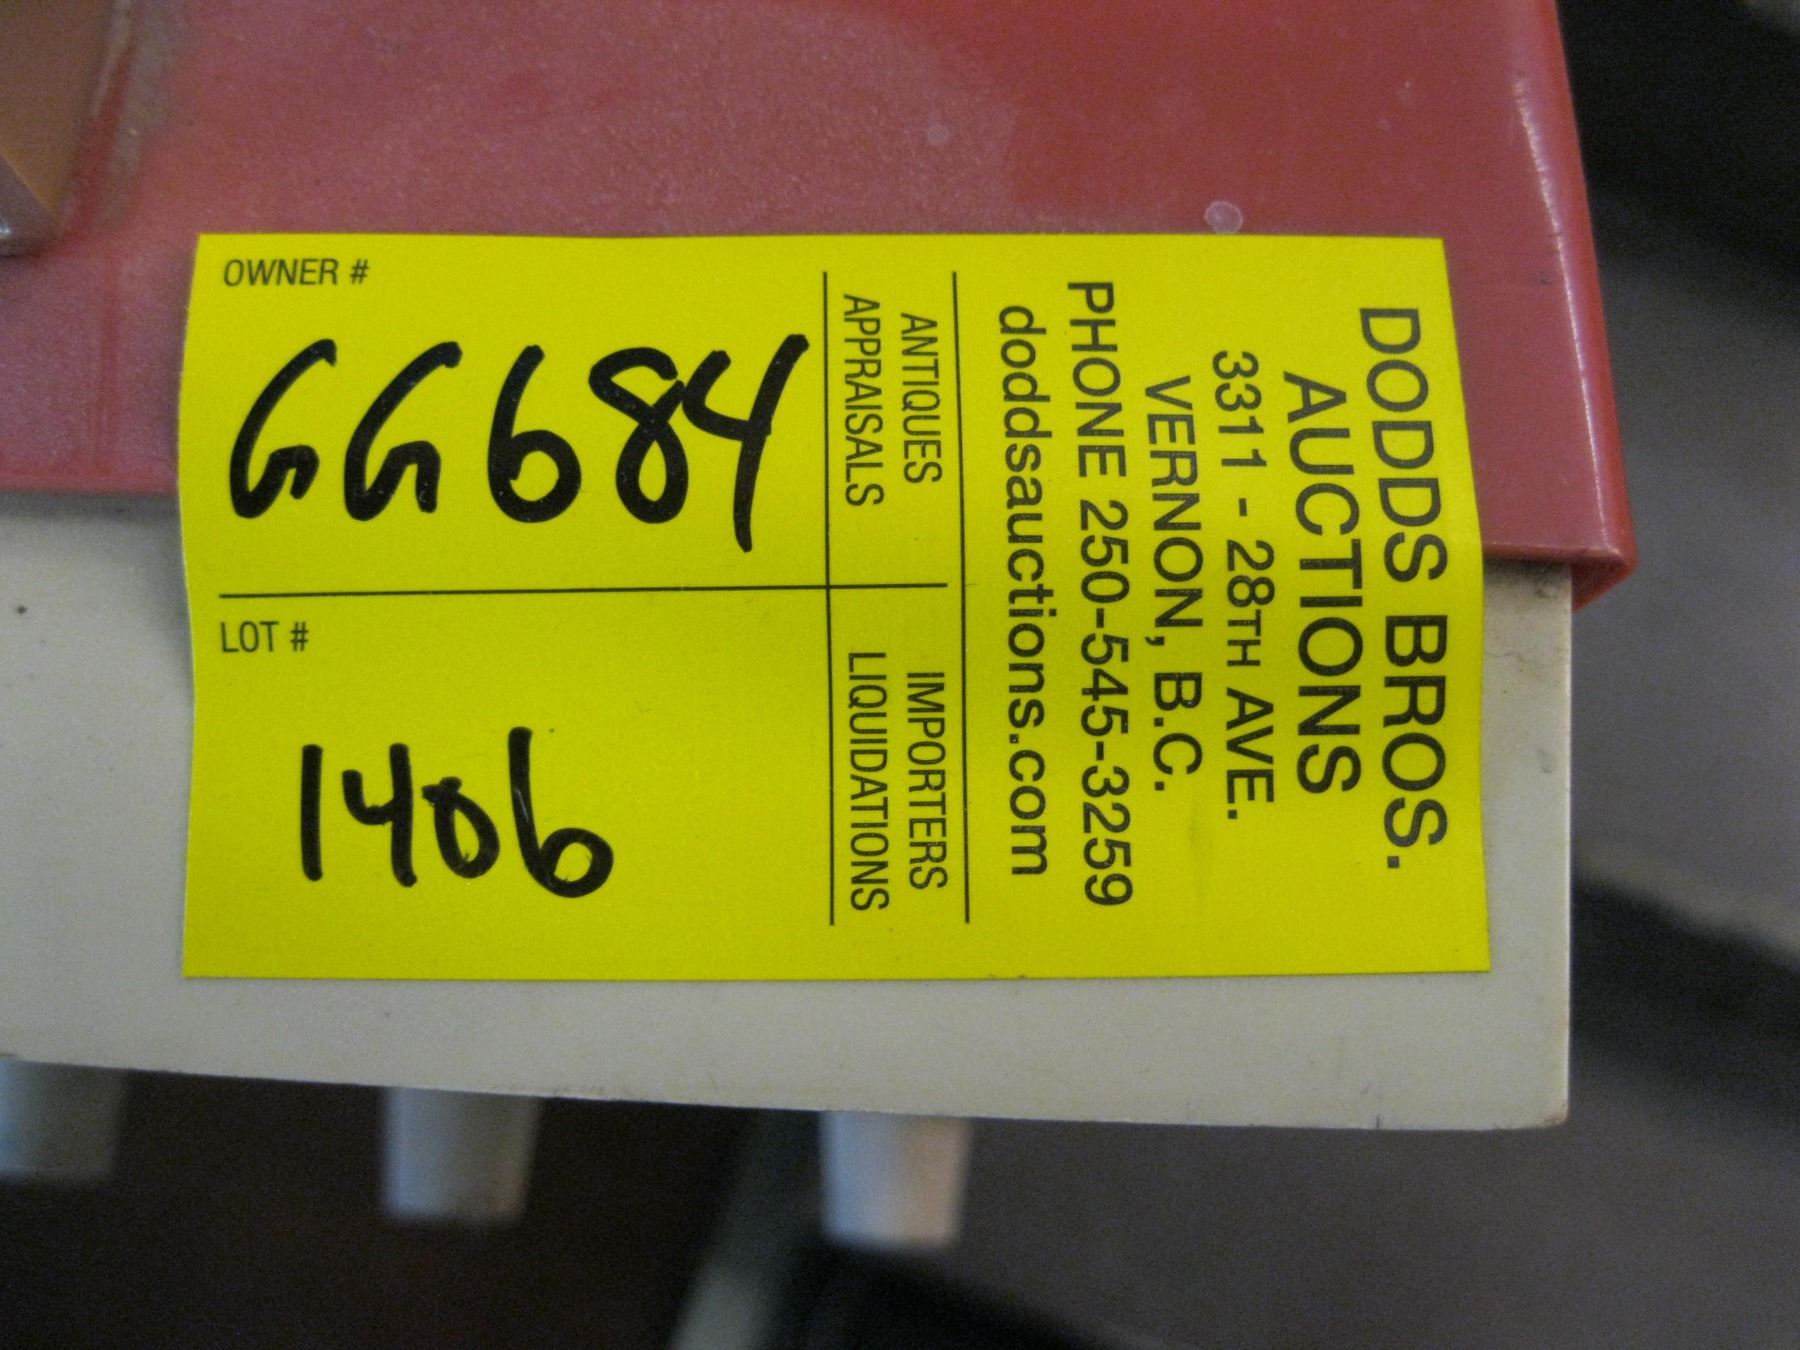 DODDS BROS.
AUCTIONS
3311 - 28TH AVE.
VERNON, B.C.
PHONE 250-545-3259
doddsauctions.com
ANTIQUES
APPRAISALS
IMPORTERS
LIQUIDATIONS
OWNER #
GG684
LOT #
1406